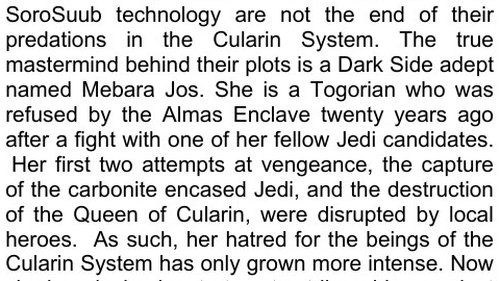 SoroSuub technology are not the end of their
predations in the Cularin System. The true
mastermind behind their plots is a Dark Side adept
named Mebara Jos. She is a Togorian who was
refused by the Almas Enclave twenty years ago
after a fight with one of her fellow Jedi candidates.
Her first two attempts at vengeance, the capture
of the carbonite encased Jedi, and the destruction
of the Queen of Cularin, were disrupted by local
heroes. As such, her hatred for the beings of the
Cularin System has only grown more intense. Now